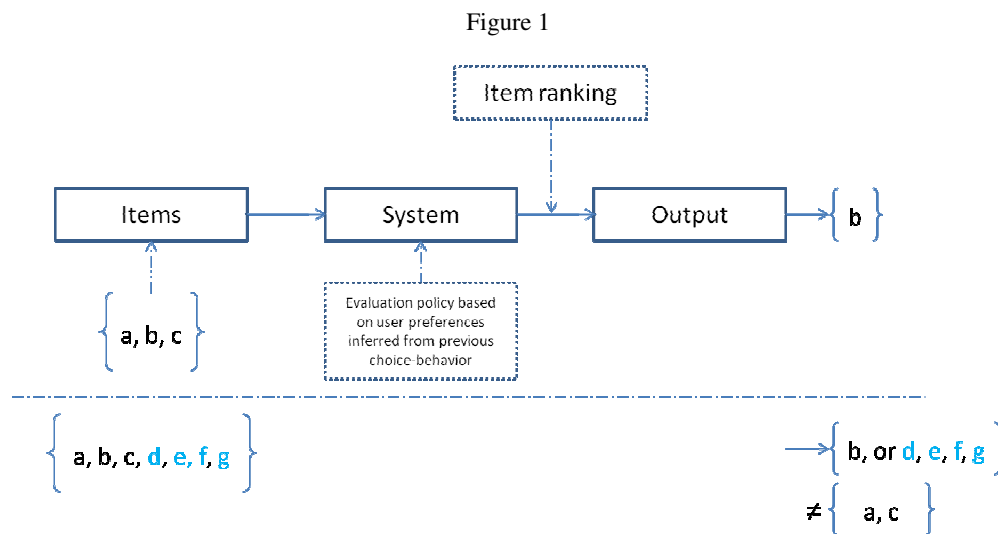 Figure 1
Item ranking
Items
System
Output
{ b }
{ a, b, c }
Evaluation policy based
on user preferences
inferred from previous
choice-behavior
{ a, b, c, d, e, f, g }
{ b, or d, e, f, g }
≠ { a, c }